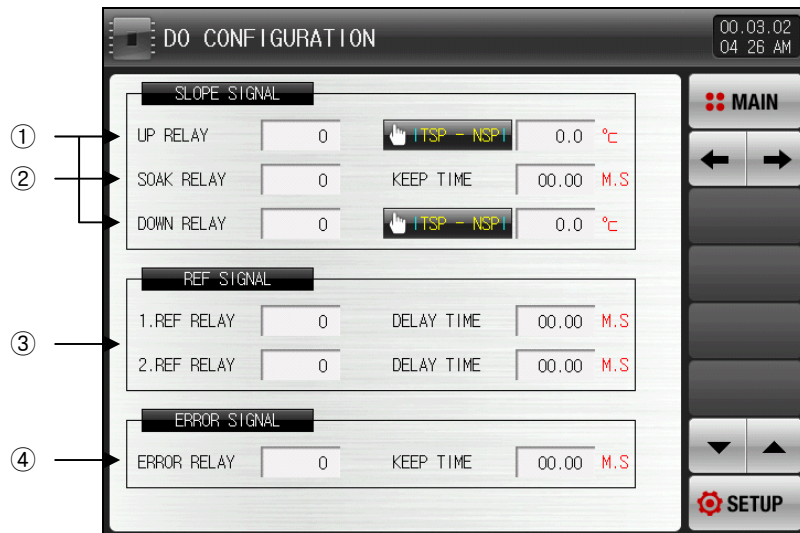 DO CONFIGURATION
00.03.02
04 26 AM
SLOPE SIGNAL
① UP RELAY 0 |TSP - NSP| 0.0 ℃
② SOAK RELAY 0 KEEP TIME 00.00 M.S
DOWN RELAY 0 |TSP - NSP| 0.0 ℃
REF SIGNAL
③
1.REF RELAY 0 DELAY TIME 00.00 M.S
2.REF RELAY 0 DELAY TIME 00.00 M.S
ERROR SIGNAL
④ ERROR RELAY 0 KEEP TIME 00.00 M.S
MAIN
SETUP